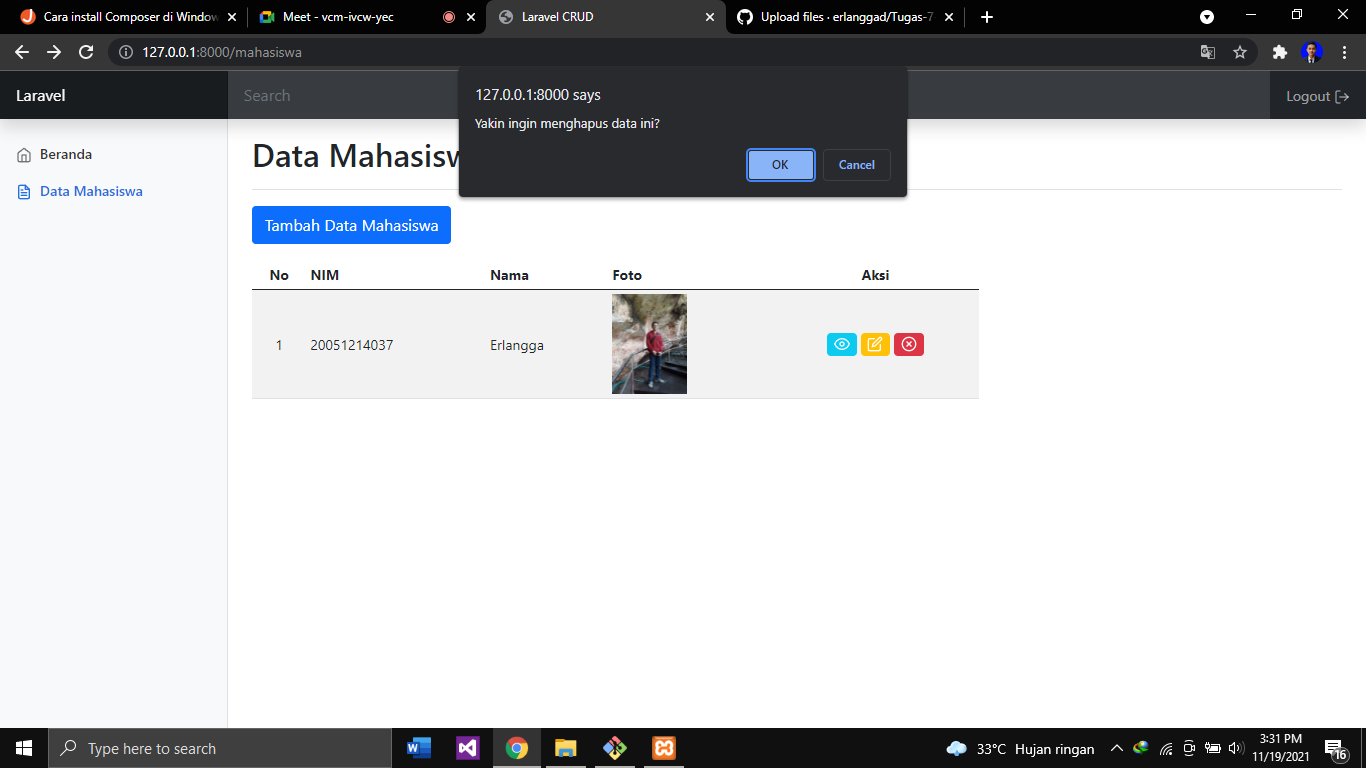 Cara install Composer di Window
Meet - vcm-ivcw-yec
Laravel CRUD
Upload files · erlanggad/Tugas-7
127.0.0.1:8000/mahasiswa
Laravel
Search
Logout
127.0.0.1:8000 says
Yakin ingin menghapus data ini?
OK
Cancel
Beranda
Data Mahasiswa
Data Mahasisw
Tambah Data Mahasiswa
No NIM Nama Foto Aksi
1 20051214037 Erlangga
Type here to search
33°C Hujan ringan
3:31 PM
11/19/2021
16